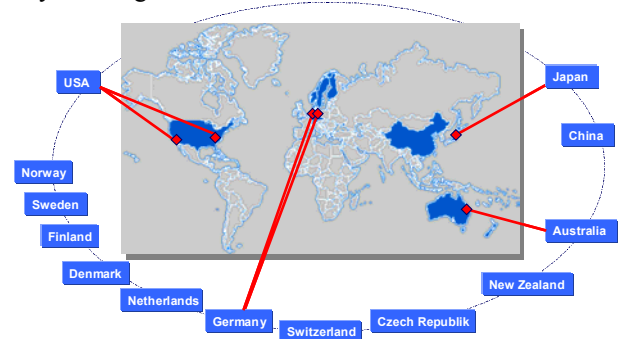 USA
Japan
China
Norway
Sweden
Finland
Australia
Denmark
New Zealand
Netherlands
Germany
Czech Republik
Switzerland